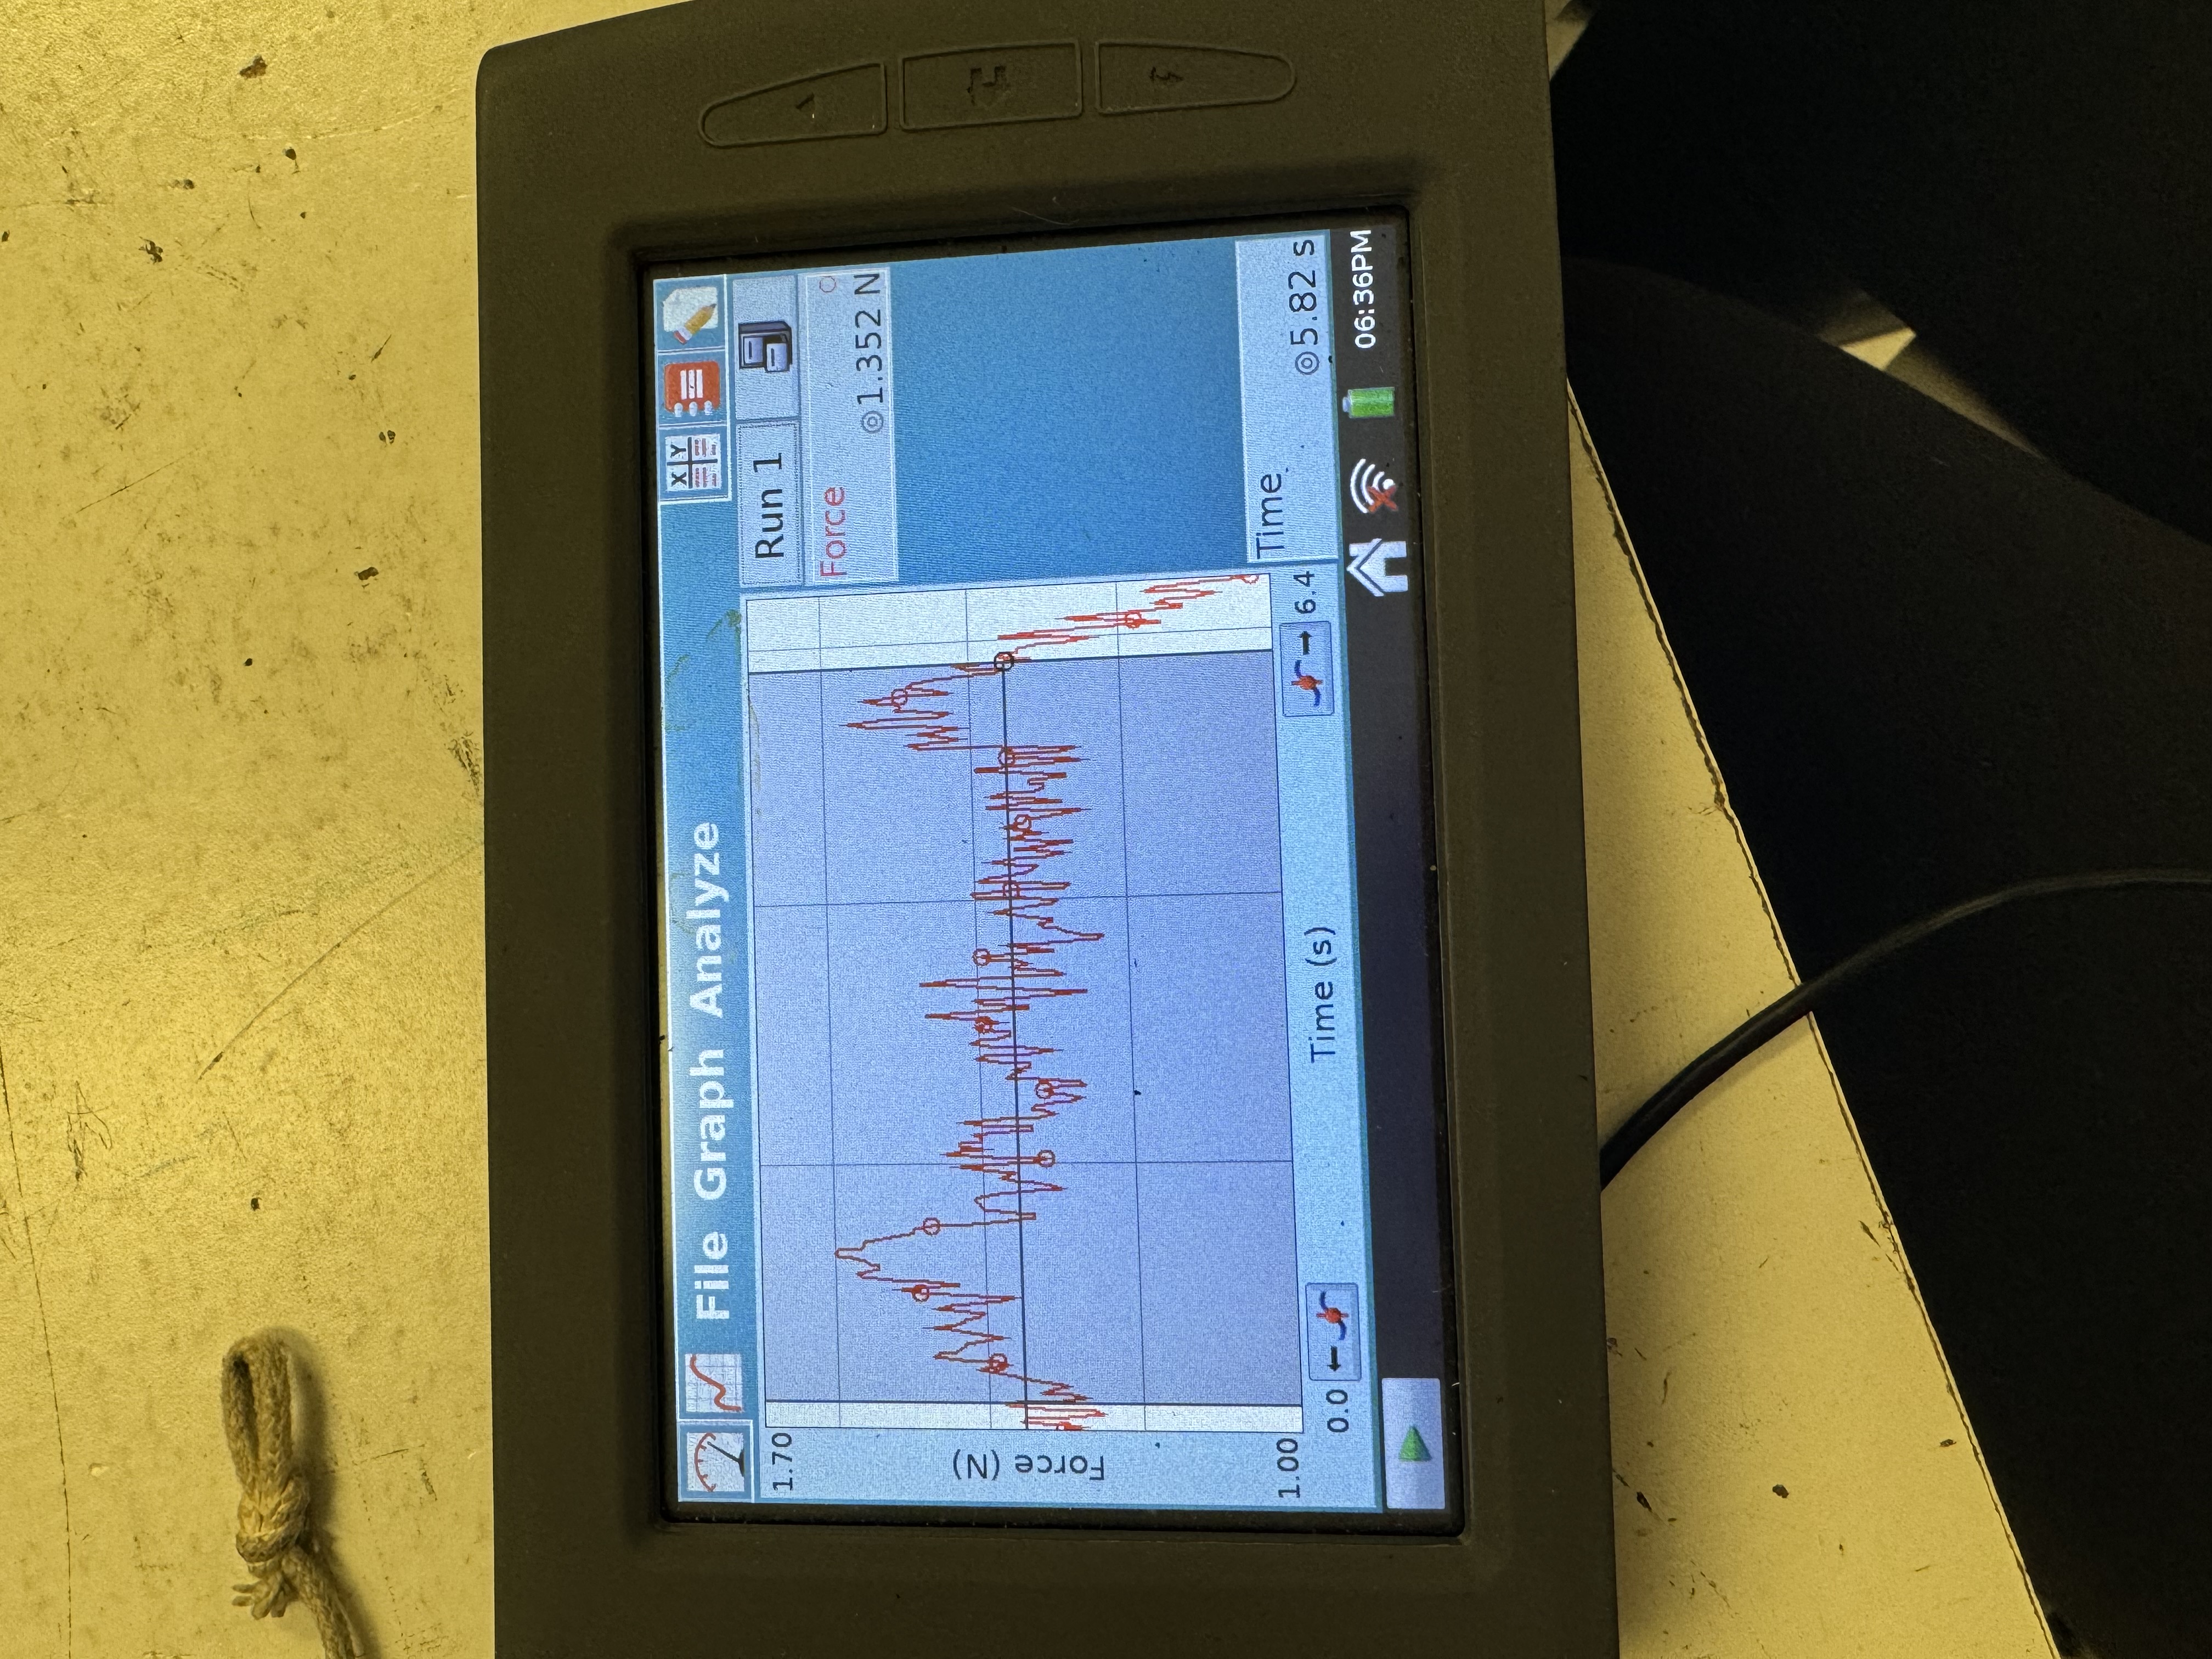 File Graph Analyze
X Y
1.70
Run 1
Force
1.352 N
Force (N)
1.00
0.0
Time (s)
6.4
Time
5.82 s
06:36PM